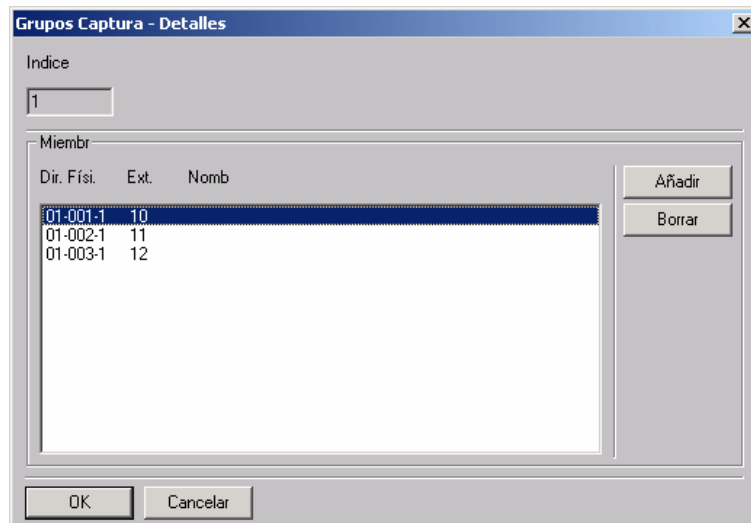 Grupos Captura - Detalles
Indice
1
Miembr
Dir. Físi. Ext. Nomb
01-001-1 10
01-002-1 11
01-003-1 12
Añadir
Borrar
OK Cancelar